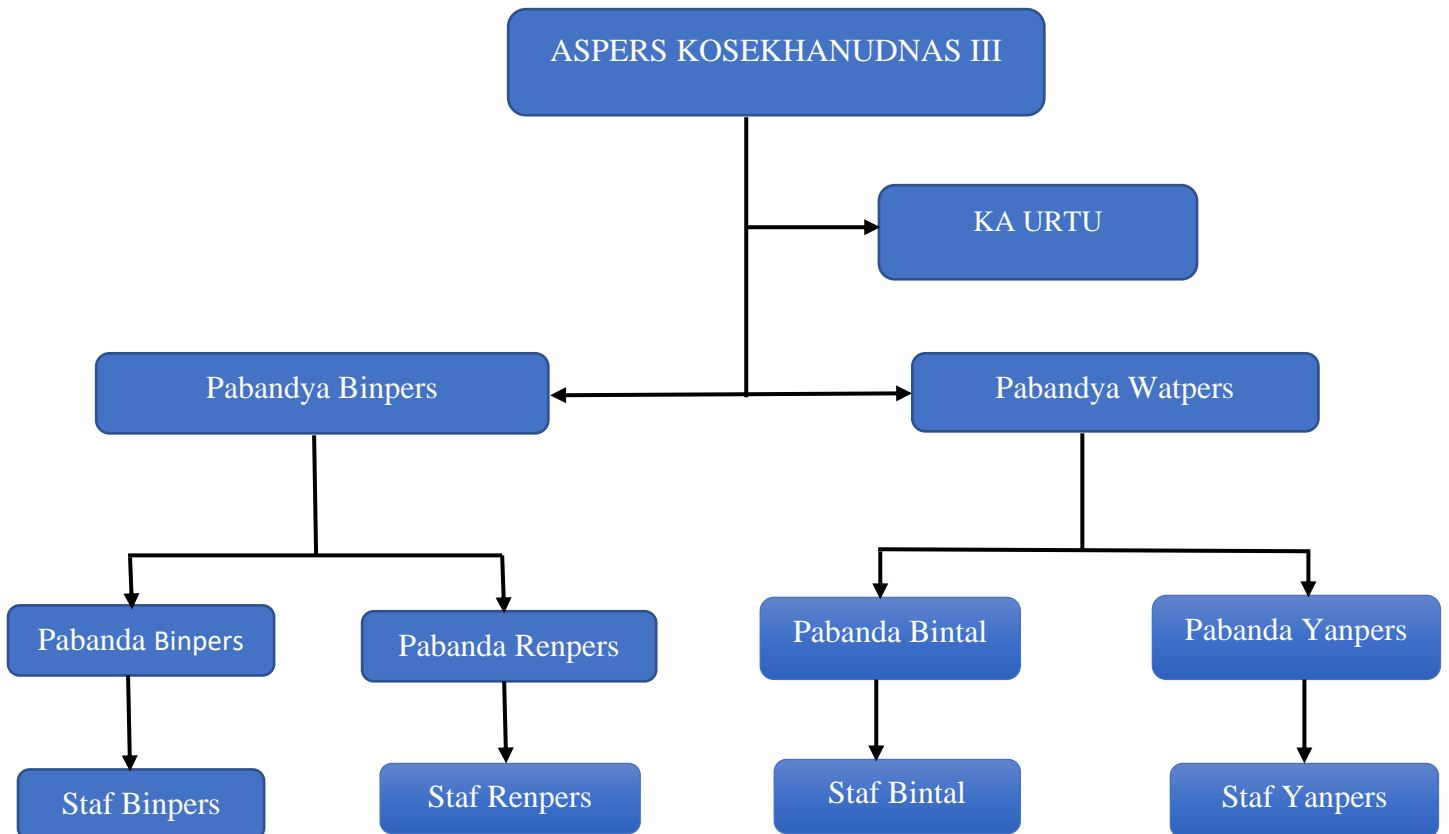 ASPERS KOSEKHANUDNAS III
KA URTU
Pabandya Binpers
Pabandya Watpers
Pabanda Binpers
Pabanda Renpers
Pabanda Bintal
Pabanda Yanpers
Staf Binpers
Staf Renpers
Staf Bintal
Staf Yanpers